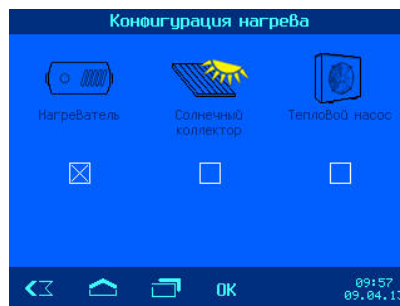 Конфигурация нагрева
Нагреватель
Солнечный
коллектор
Тепловой насос
OK
09:57
09.04.13